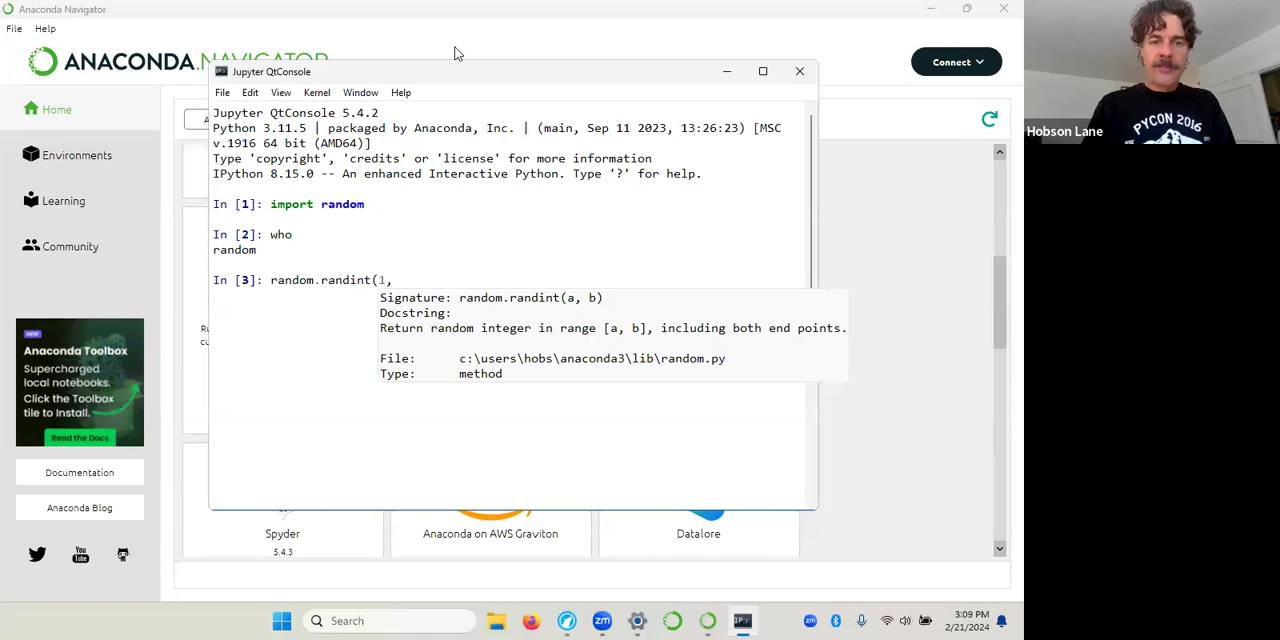 Anaconda Navigator
File Help
ANACONDA.NAVIGATOR
Connect
Home
Environments
Learning
Community
NEW
Anaconda Toolbox
Supercharged
local notebooks.
Click the Toolbox
tile to install.
Read the Docs
Documentation
Anaconda Blog
You
Tube
Jupyter QtConsole
File Edit View Kernel Window Help
Jupyter QtConsole 5.4.2
Python 3.11.5 | packaged by Anaconda, Inc. | (main, Sep 11 2023, 13:26:23) [MSC
v.1916 64 bit (AMD64)]
Type 'copyright', 'credits' or 'license' for more information
IPython 8.15.0 -- An enhanced Interactive Python. Type '?' for help.
In [1]: import random
In [2]: who
random
In [3]: random.randint(1,
Signature: random.randint(a, b)
Docstring:
Return random integer in range [a, b], including both end points.
File: c:\users\hobs\anaconda3\lib\random.py
Type: method
Spyder
5.4.3
Anaconda on AWS Graviton
Datalore
Search
zm
IP
zm
3:09 PM
2/21/2024
PYCON 2016
Hobson Lane